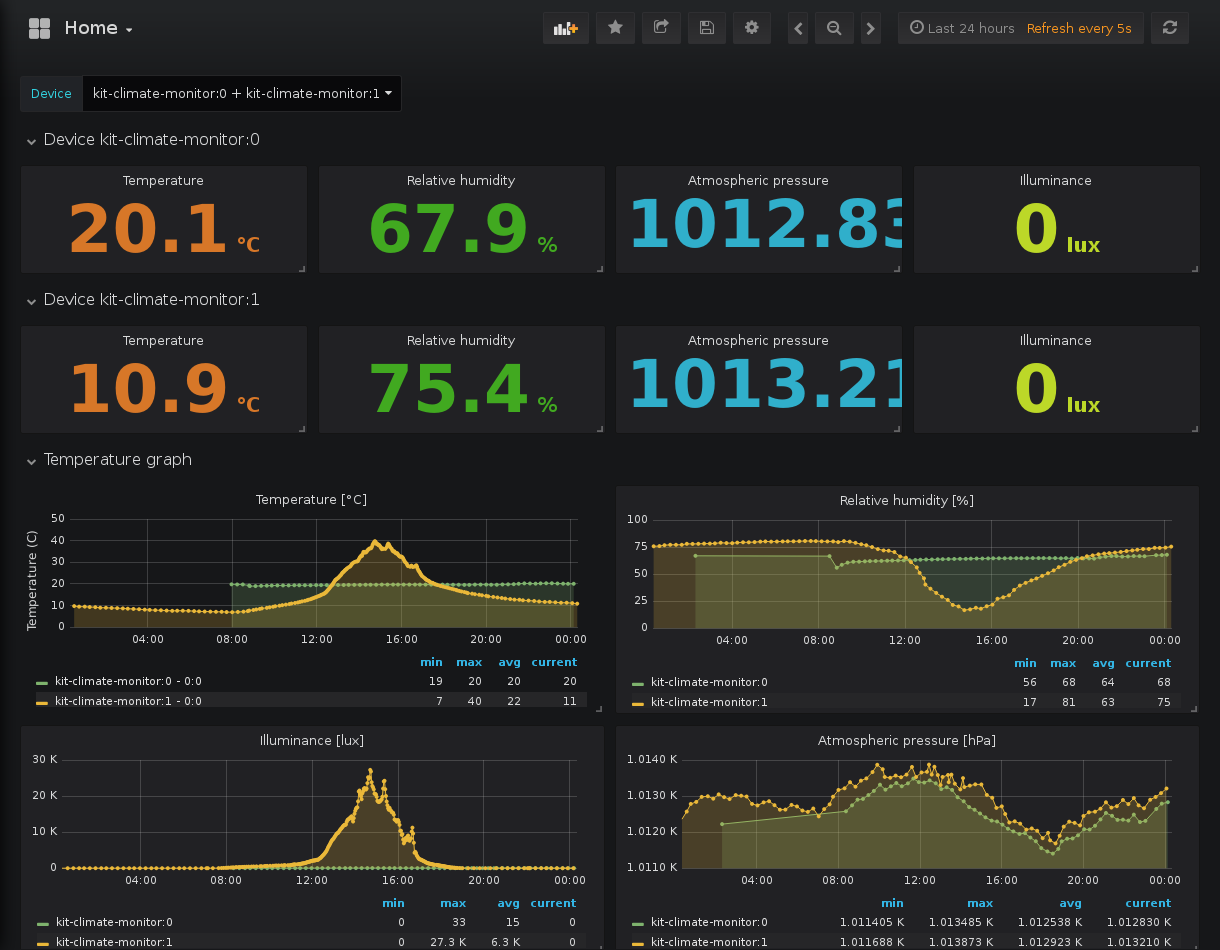 Home
Last 24 hours Refresh every 5s
Device kit-climate-monitor:0 + kit-climate-monitor:1
Device kit-climate-monitor:0
Temperature Relative humidity Atmospheric pressure Illuminance
20.1 °C 67.9 % 1012.83 0 lux
Device kit-climate-monitor:1
Temperature Relative humidity Atmospheric pressure Illuminance
10.9 °C 75.4 % 1013.21 0 lux
Temperature graph
Temperature [°C]
Temperature (C)
50
40
30
20
10
0
04:00 08:00 12:00 16:00 20:00 00:00
min max avg current
kit-climate-monitor:0 - 0:0 19 20 20 20
kit-climate-monitor:1 - 0:0 7 40 22 11
Relative humidity [%]
100
75
50
25
0
04:00 08:00 12:00 16:00 20:00 00:00
min max avg current
kit-climate-monitor:0 56 68 64 68
kit-climate-monitor:1 17 81 63 75
Illuminance [lux]
30 K
20 K
10 K
0
04:00 08:00 12:00 16:00 20:00 00:00
min max avg current
kit-climate-monitor:0 0 33 15 0
kit-climate-monitor:1 0 27.3 K 6.3 K 0
Atmospheric pressure [hPa]
1.0140 K
1.0130 K
1.0120 K
1.0110 K
04:00 08:00 12:00 16:00 20:00 00:00
min max avg current
kit-climate-monitor:0 1.011405 K 1.013485 K 1.012538 K 1.012830 K
kit-climate-monitor:1 1.011688 K 1.013873 K 1.012923 K 1.013210 K